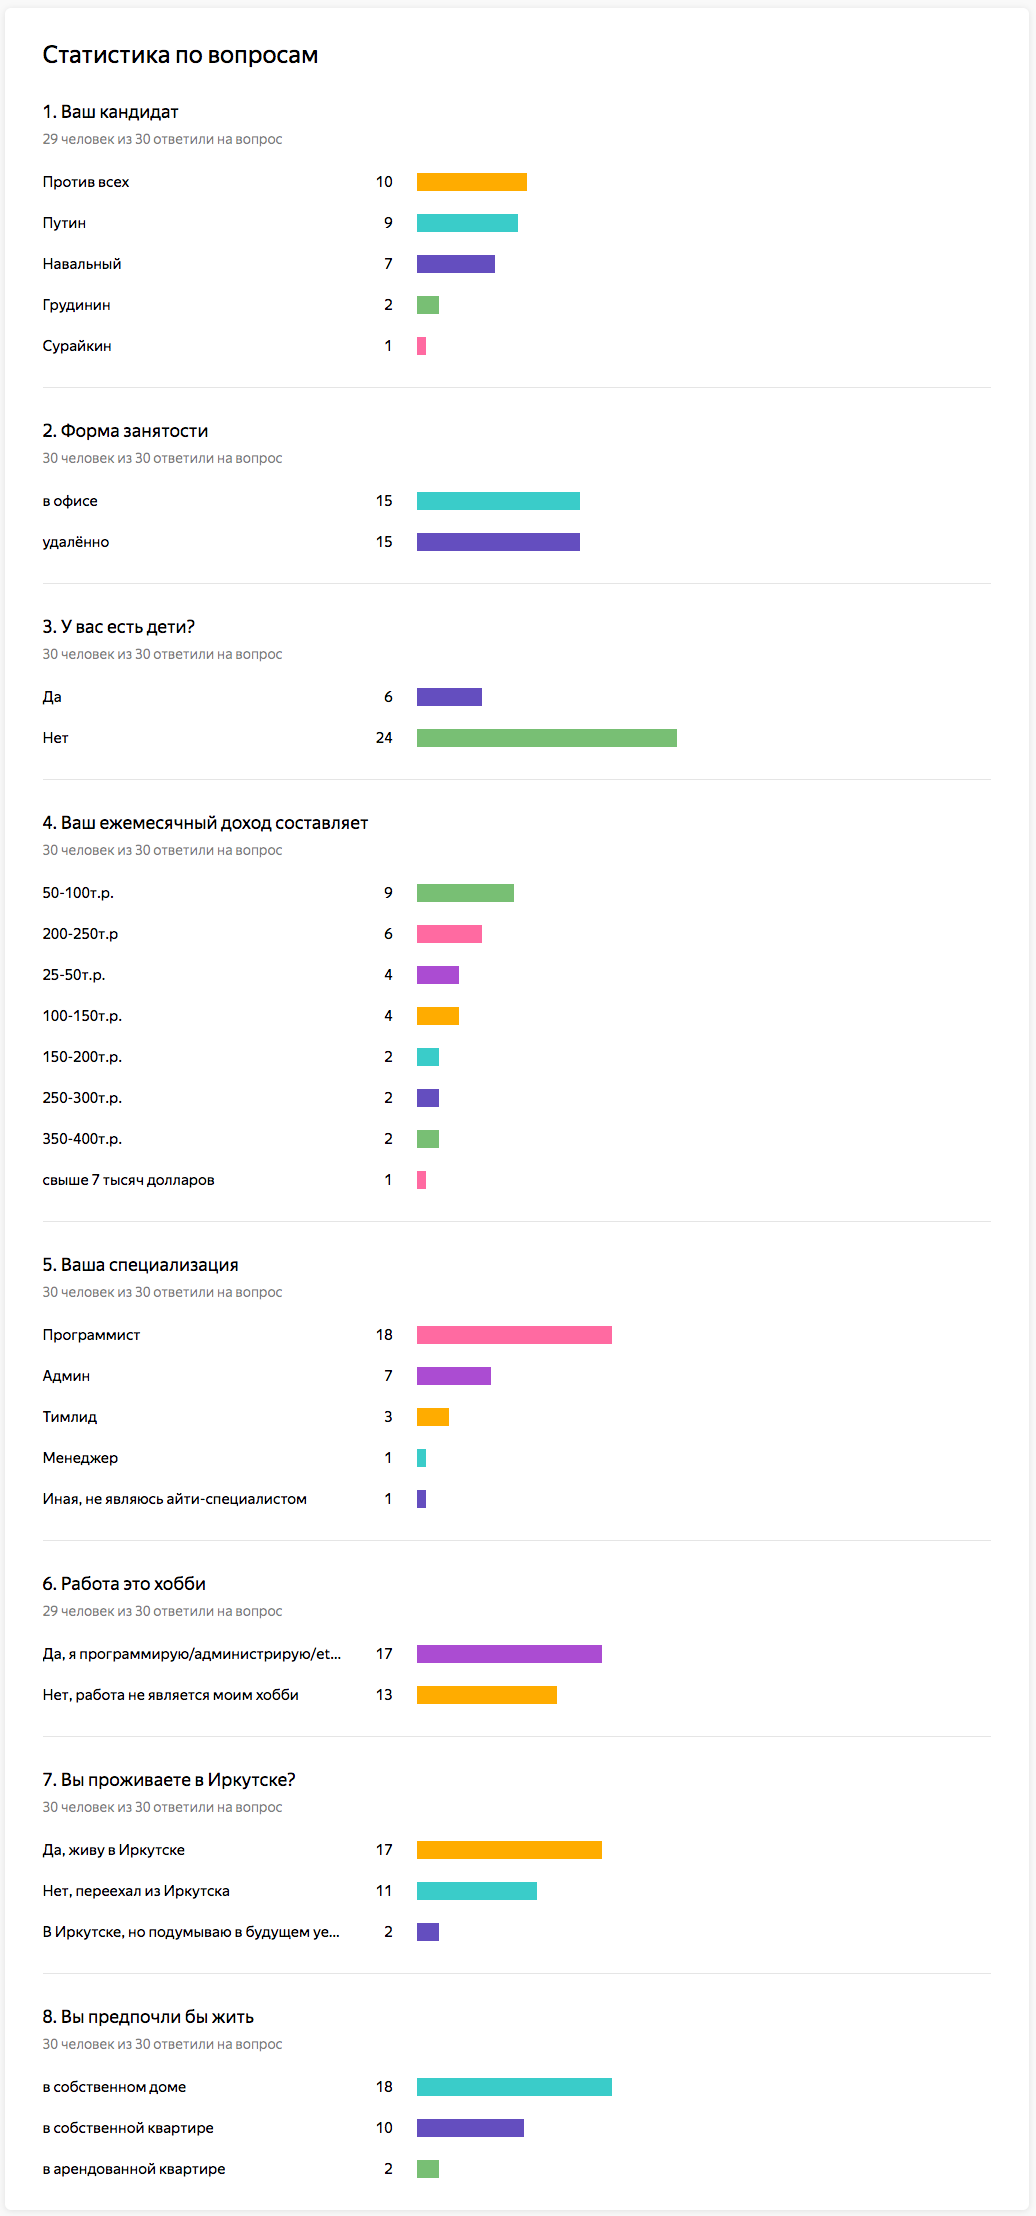 Статистика по вопросам
1. Ваш кандидат
29 человек из 30 ответили на вопрос
Против всех 10
Путин 9
Навальный 7
Грудинин 2
Сурайкин 1
2. Форма занятости
30 человек из 30 ответили на вопрос
в офисе 15
удалённо 15
3. У вас есть дети?
30 человек из 30 ответили на вопрос
Да 6
Нет 24
4. Ваш ежемесячный доход составляет
30 человек из 30 ответили на вопрос
50-100т.р. 9
200-250т.р 6
25-50т.р. 4
100-150т.р. 4
150-200т.р. 2
250-300т.р. 2
350-400т.р. 2
свыше 7 тысяч долларов 1
5. Ваша специализация
30 человек из 30 ответили на вопрос
Программист 18
Админ 7
Тимлид 3
Менеджер 1
Иная, не являюсь айти-специалистом 1
6. Работа это хобби
29 человек из 30 ответили на вопрос
Да, я программирую/администрирую/et... 17
Нет, работа не является моим хобби 13
7. Вы проживаете в Иркутске?
30 человек из 30 ответили на вопрос
Да, живу в Иркутске 17
Нет, переехал из Иркутска 11
В Иркутске, но подумываю в будущем уе... 2
8. Вы предпочли бы жить
30 человек из 30 ответили на вопрос
в собственном доме 18
в собственной квартире 10
в арендованной квартире 2